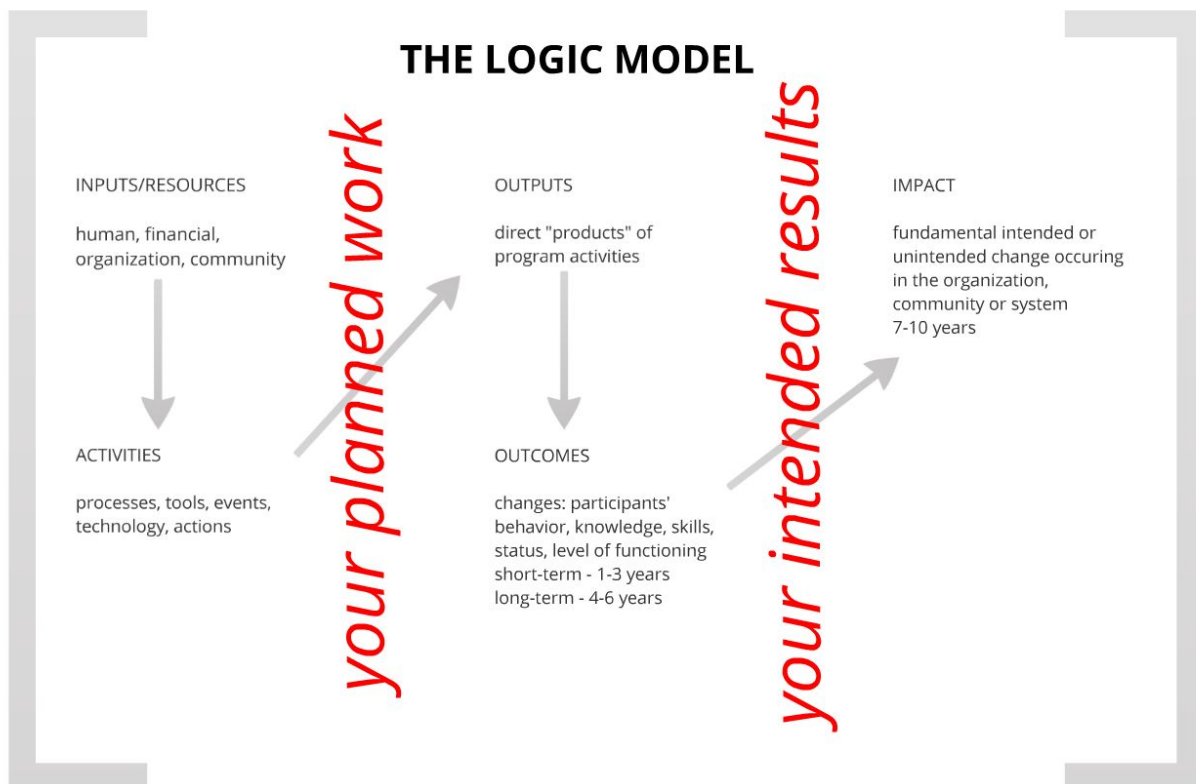 THE LOGIC MODEL
INPUTS/RESOURCES
human, financial,
organization, community
ACTIVITIES
processes, tools, events,
technology, actions
your planned work
OUTPUTS
direct "products" of
program activities
OUTCOMES
changes: participants'
behavior, knowledge, skills,
status, level of functioning
short-term - 1-3 years
long-term - 4-6 years
your intended results
IMPACT
fundamental intended or
unintended change occuring
in the organization,
community or system
7-10 years